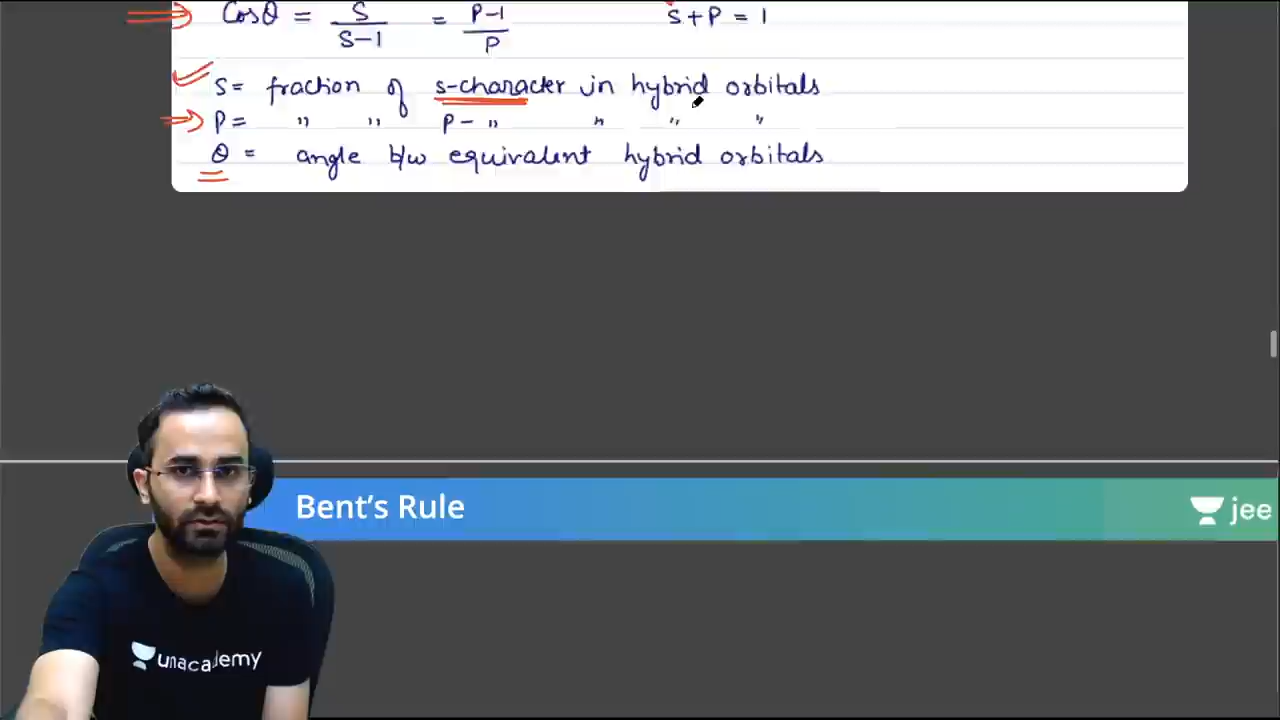 Cosθ = S/S-1 = P-1/P S+P = 1
S = fraction of s-character in hybrid orbitals
P = " " P- " " " "
θ = angle b/w equivalent hybrid orbitals
Bent's Rule
jee
unacademy